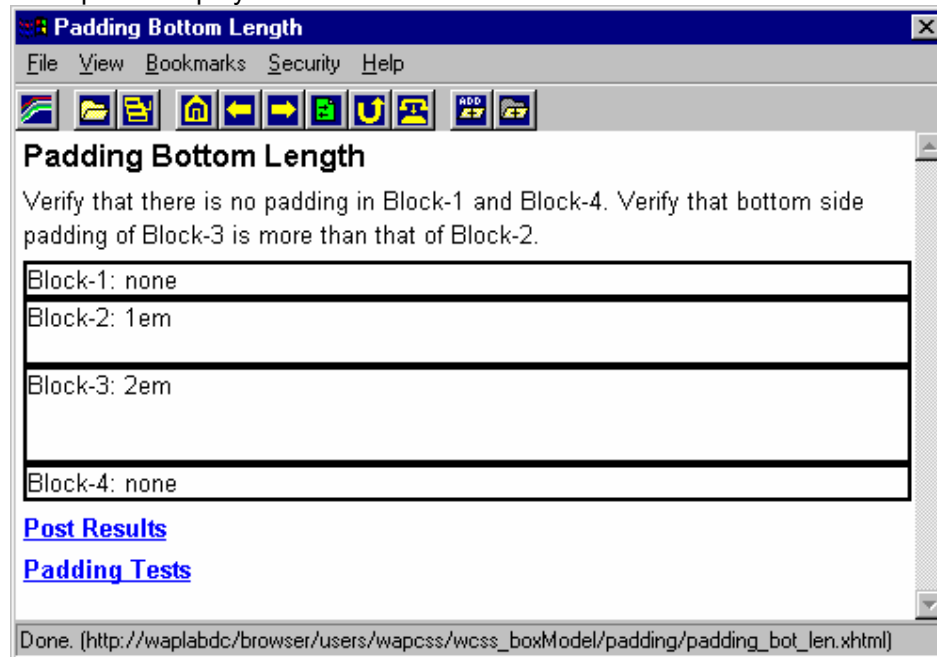 Padding Bottom Length
File View Bookmarks Security Help
ADD
Padding Bottom Length
Verify that there is no padding in Block-1 and Block-4. Verify that bottom side
padding of Block-3 is more than that of Block-2.
Block-1: none
Block-2: 1em
Block-3: 2em
Block-4: none
Post Results
Padding Tests
Done. (http://waplabdc/browser/users/wapcss/wcss_boxModel/padding/padding_bot_len.xhtml)